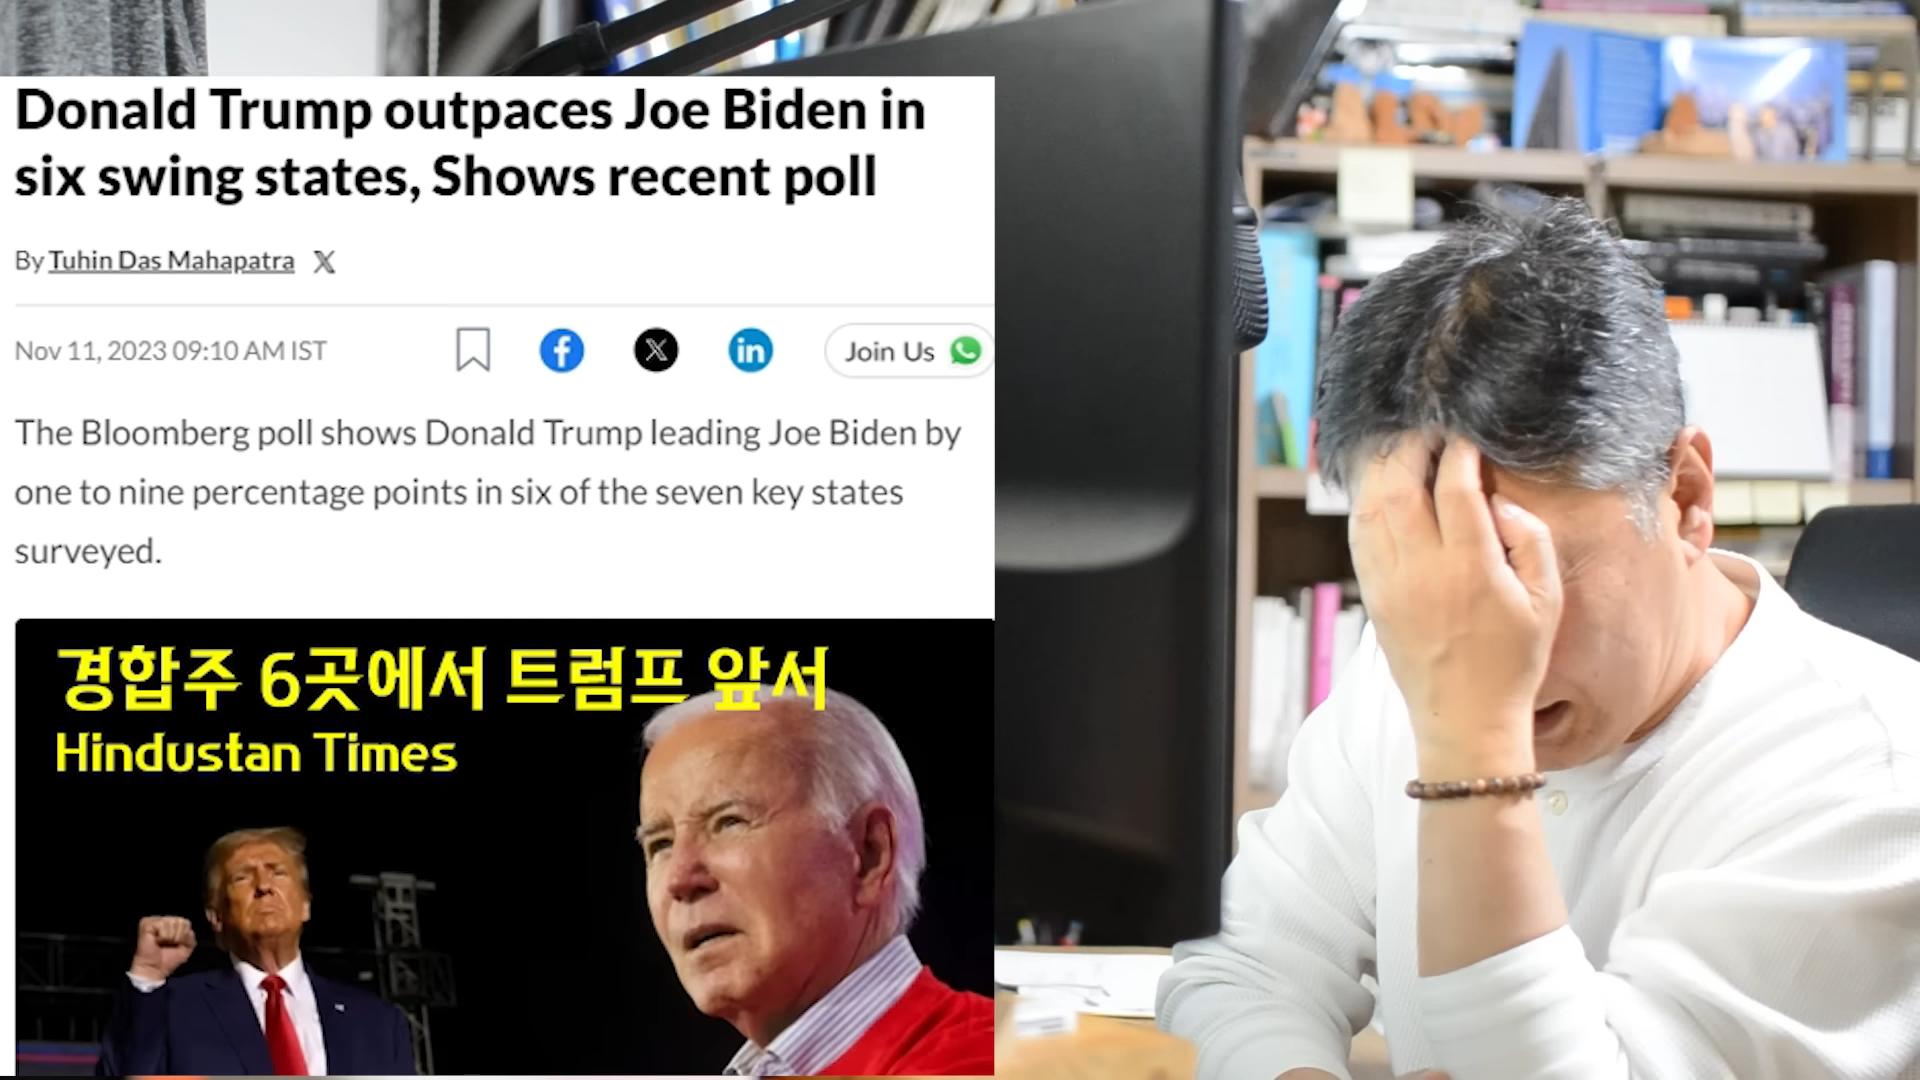 Donald Trump outpaces Joe Biden in
six swing states, Shows recent poll
By Tuhin Das Mahapatra
Nov 11, 2023 09:10 AM IST
Join Us
The Bloomberg poll shows Donald Trump leading Joe Biden by
one to nine percentage points in six of the seven key states
surveyed.
경합주 6곳에서 트럼프 앞서
Hindustan Times